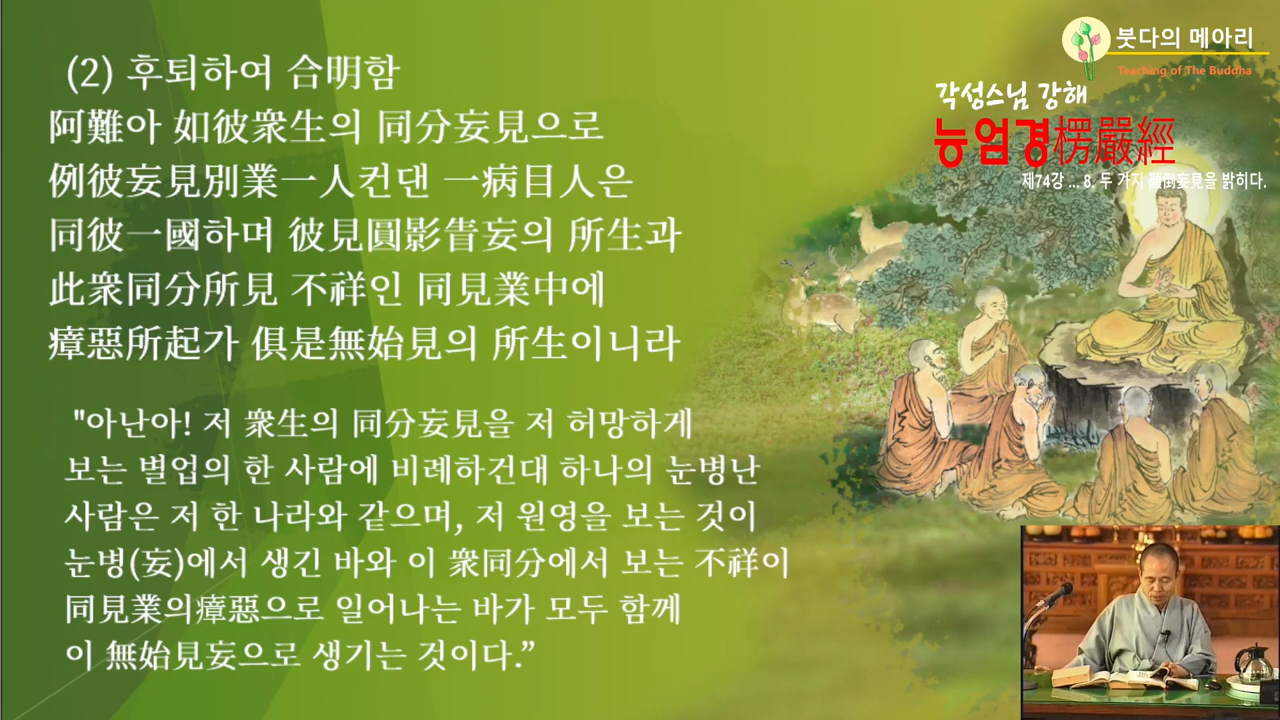 (2) 후퇴하여 合明함
阿難아 如彼衆生의 同分妄見으로
例彼妄見別業一人컨댄 一病目人은
同彼一國하며 彼見圓影眚妄의 所生과
此衆同分所見 不祥인 同見業中에
瘴惡所起가 俱是無始見의 所生이니라
"아난아! 저 衆生의 同分妄見을 저 허망하게
보는 별업의 한 사람에 비례하건대 하나의 눈병난
사람은 저 한 나라와 같으며, 저 원영을 보는 것이
눈병(妄)에서 생긴 바와 이 衆同分에서 보는 不祥이
同見業의瘴惡으로 일어나는 바가 모두 함께
이 無始見妄으로 생기는 것이다.”
붓다의 메아리
Teaching of The Buddha
각성스님 강해
능엄경楞嚴經
제74강 ... 8. 두 가지 顚倒妄見을 밝히다.